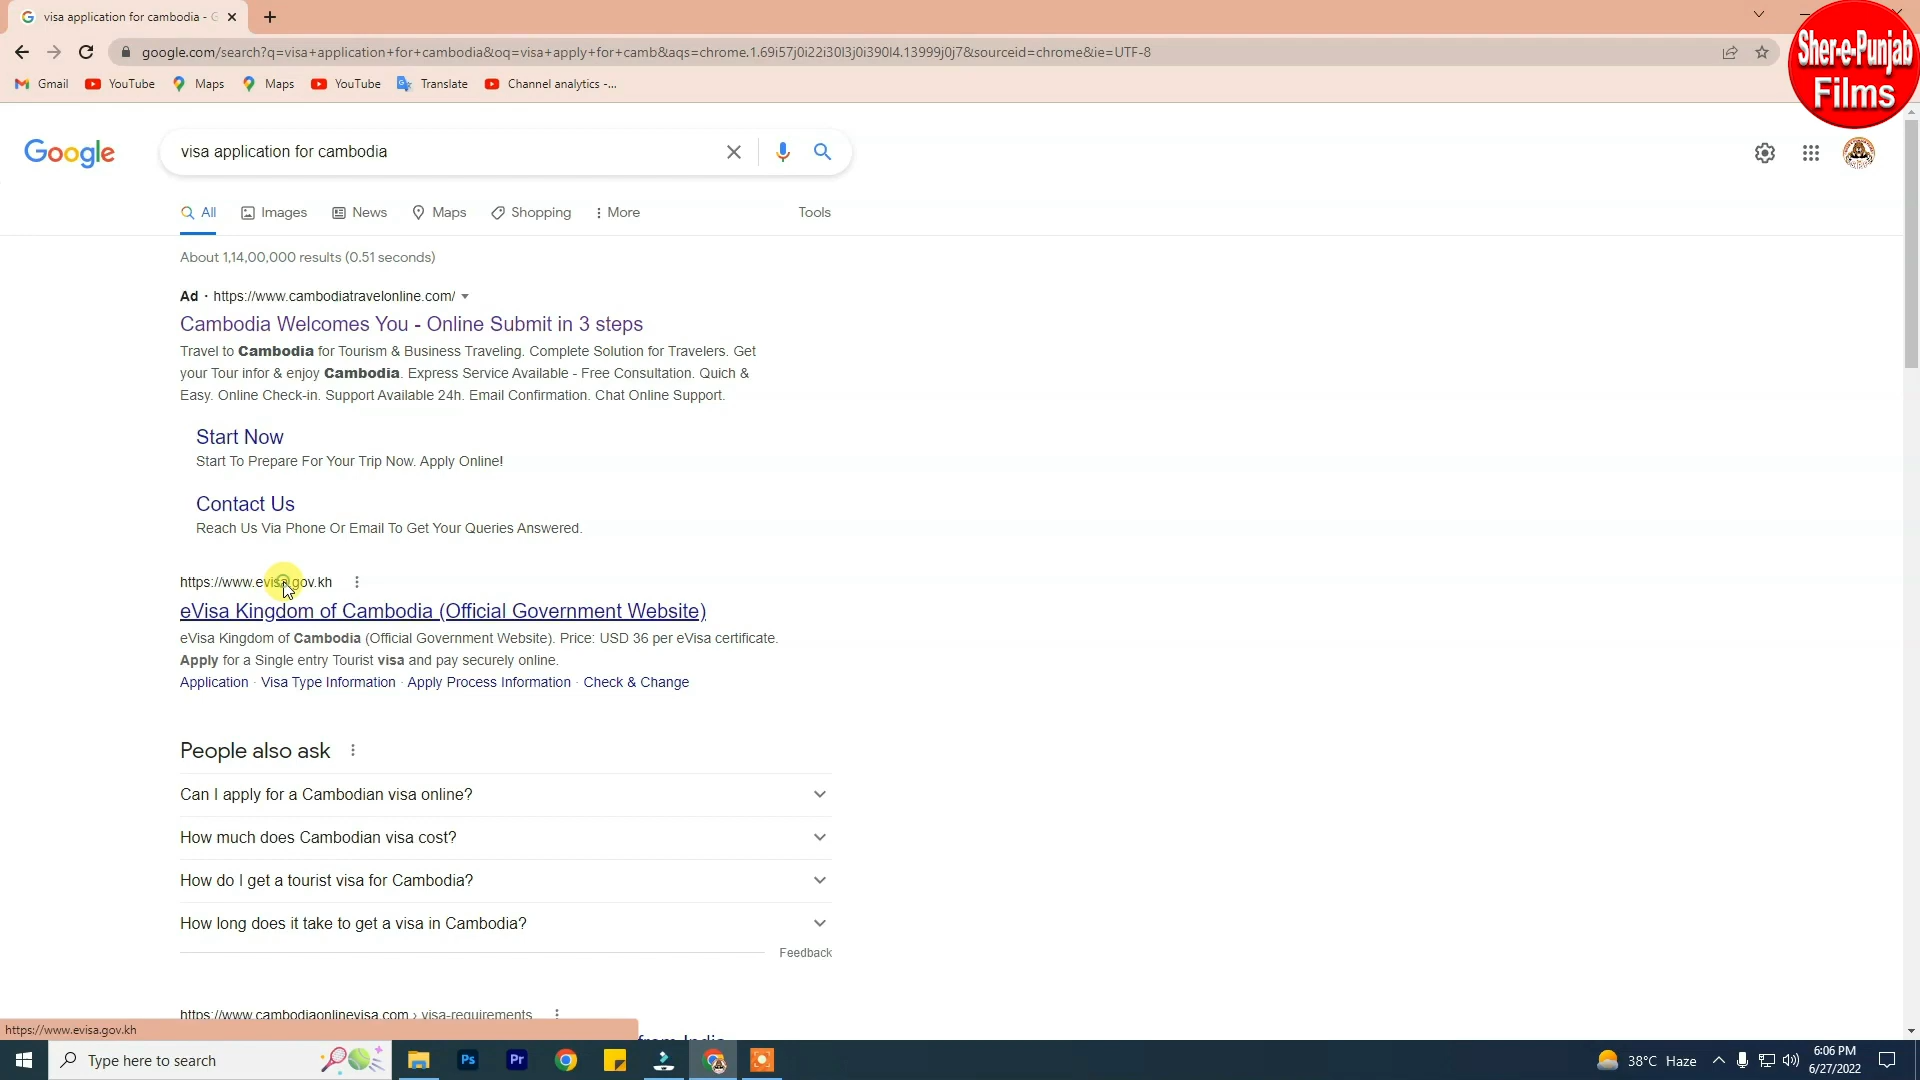 visa application for cambodia - G
google.com/search?q=visa+application+for+cambodia&oq=visa+apply+for+camb&aqs=chrome.1.69i57j0i22i30l3j0i390l4.13999j0j7&sourceid=chrome&ie=UTF-8
Gmail YouTube Maps Maps YouTube Translate Channel analytics -...
Sher-e-Punjab
Films
Google
visa application for cambodia
All Images News Maps Shopping More Tools
About 1,14,00,000 results (0.51 seconds)
Ad · https://www.cambodiatravelonline.com/
Cambodia Welcomes You - Online Submit in 3 steps
Travel to Cambodia for Tourism & Business Traveling. Complete Solution for Travelers. Get
your Tour infor & enjoy Cambodia. Express Service Available - Free Consultation. Quich &
Easy. Online Check-in. Support Available 24h. Email Confirmation. Chat Online Support.
Start Now
Start To Prepare For Your Trip Now. Apply Online!
Contact Us
Reach Us Via Phone Or Email To Get Your Queries Answered.
https://www.evisa.gov.kh
eVisa Kingdom of Cambodia (Official Government Website)
eVisa Kingdom of Cambodia (Official Government Website). Price: USD 36 per eVisa certificate.
Apply for a Single entry Tourist visa and pay securely online.
Application · Visa Type Information · Apply Process Information · Check & Change
People also ask
Can I apply for a Cambodian visa online?
How much does Cambodian visa cost?
How do I get a tourist visa for Cambodia?
How long does it take to get a visa in Cambodia?
Feedback
https://www.cambodiaonlinevisa.com › visa-requirements
from India
https://www.evisa.gov.kh
Type here to search
Ps Pr
38°C Haze
6:06 PM
6/27/2022